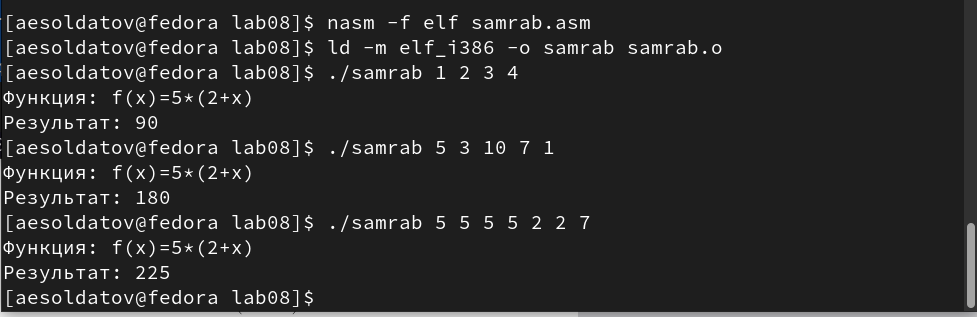 [aesoldatov@fedora lab08]$ nasm -f elf samrab.asm
[aesoldatov@fedora lab08]$ ld -m elf_i386 -o samrab samrab.o
[aesoldatov@fedora lab08]$ ./samrab 1 2 3 4
Функция: f(x)=5*(2+x)
Результат: 90
[aesoldatov@fedora lab08]$ ./samrab 5 3 10 7 1
Функция: f(x)=5*(2+x)
Результат: 180
[aesoldatov@fedora lab08]$ ./samrab 5 5 5 5 2 2 7
Функция: f(x)=5*(2+x)
Результат: 225
[aesoldatov@fedora lab08]$